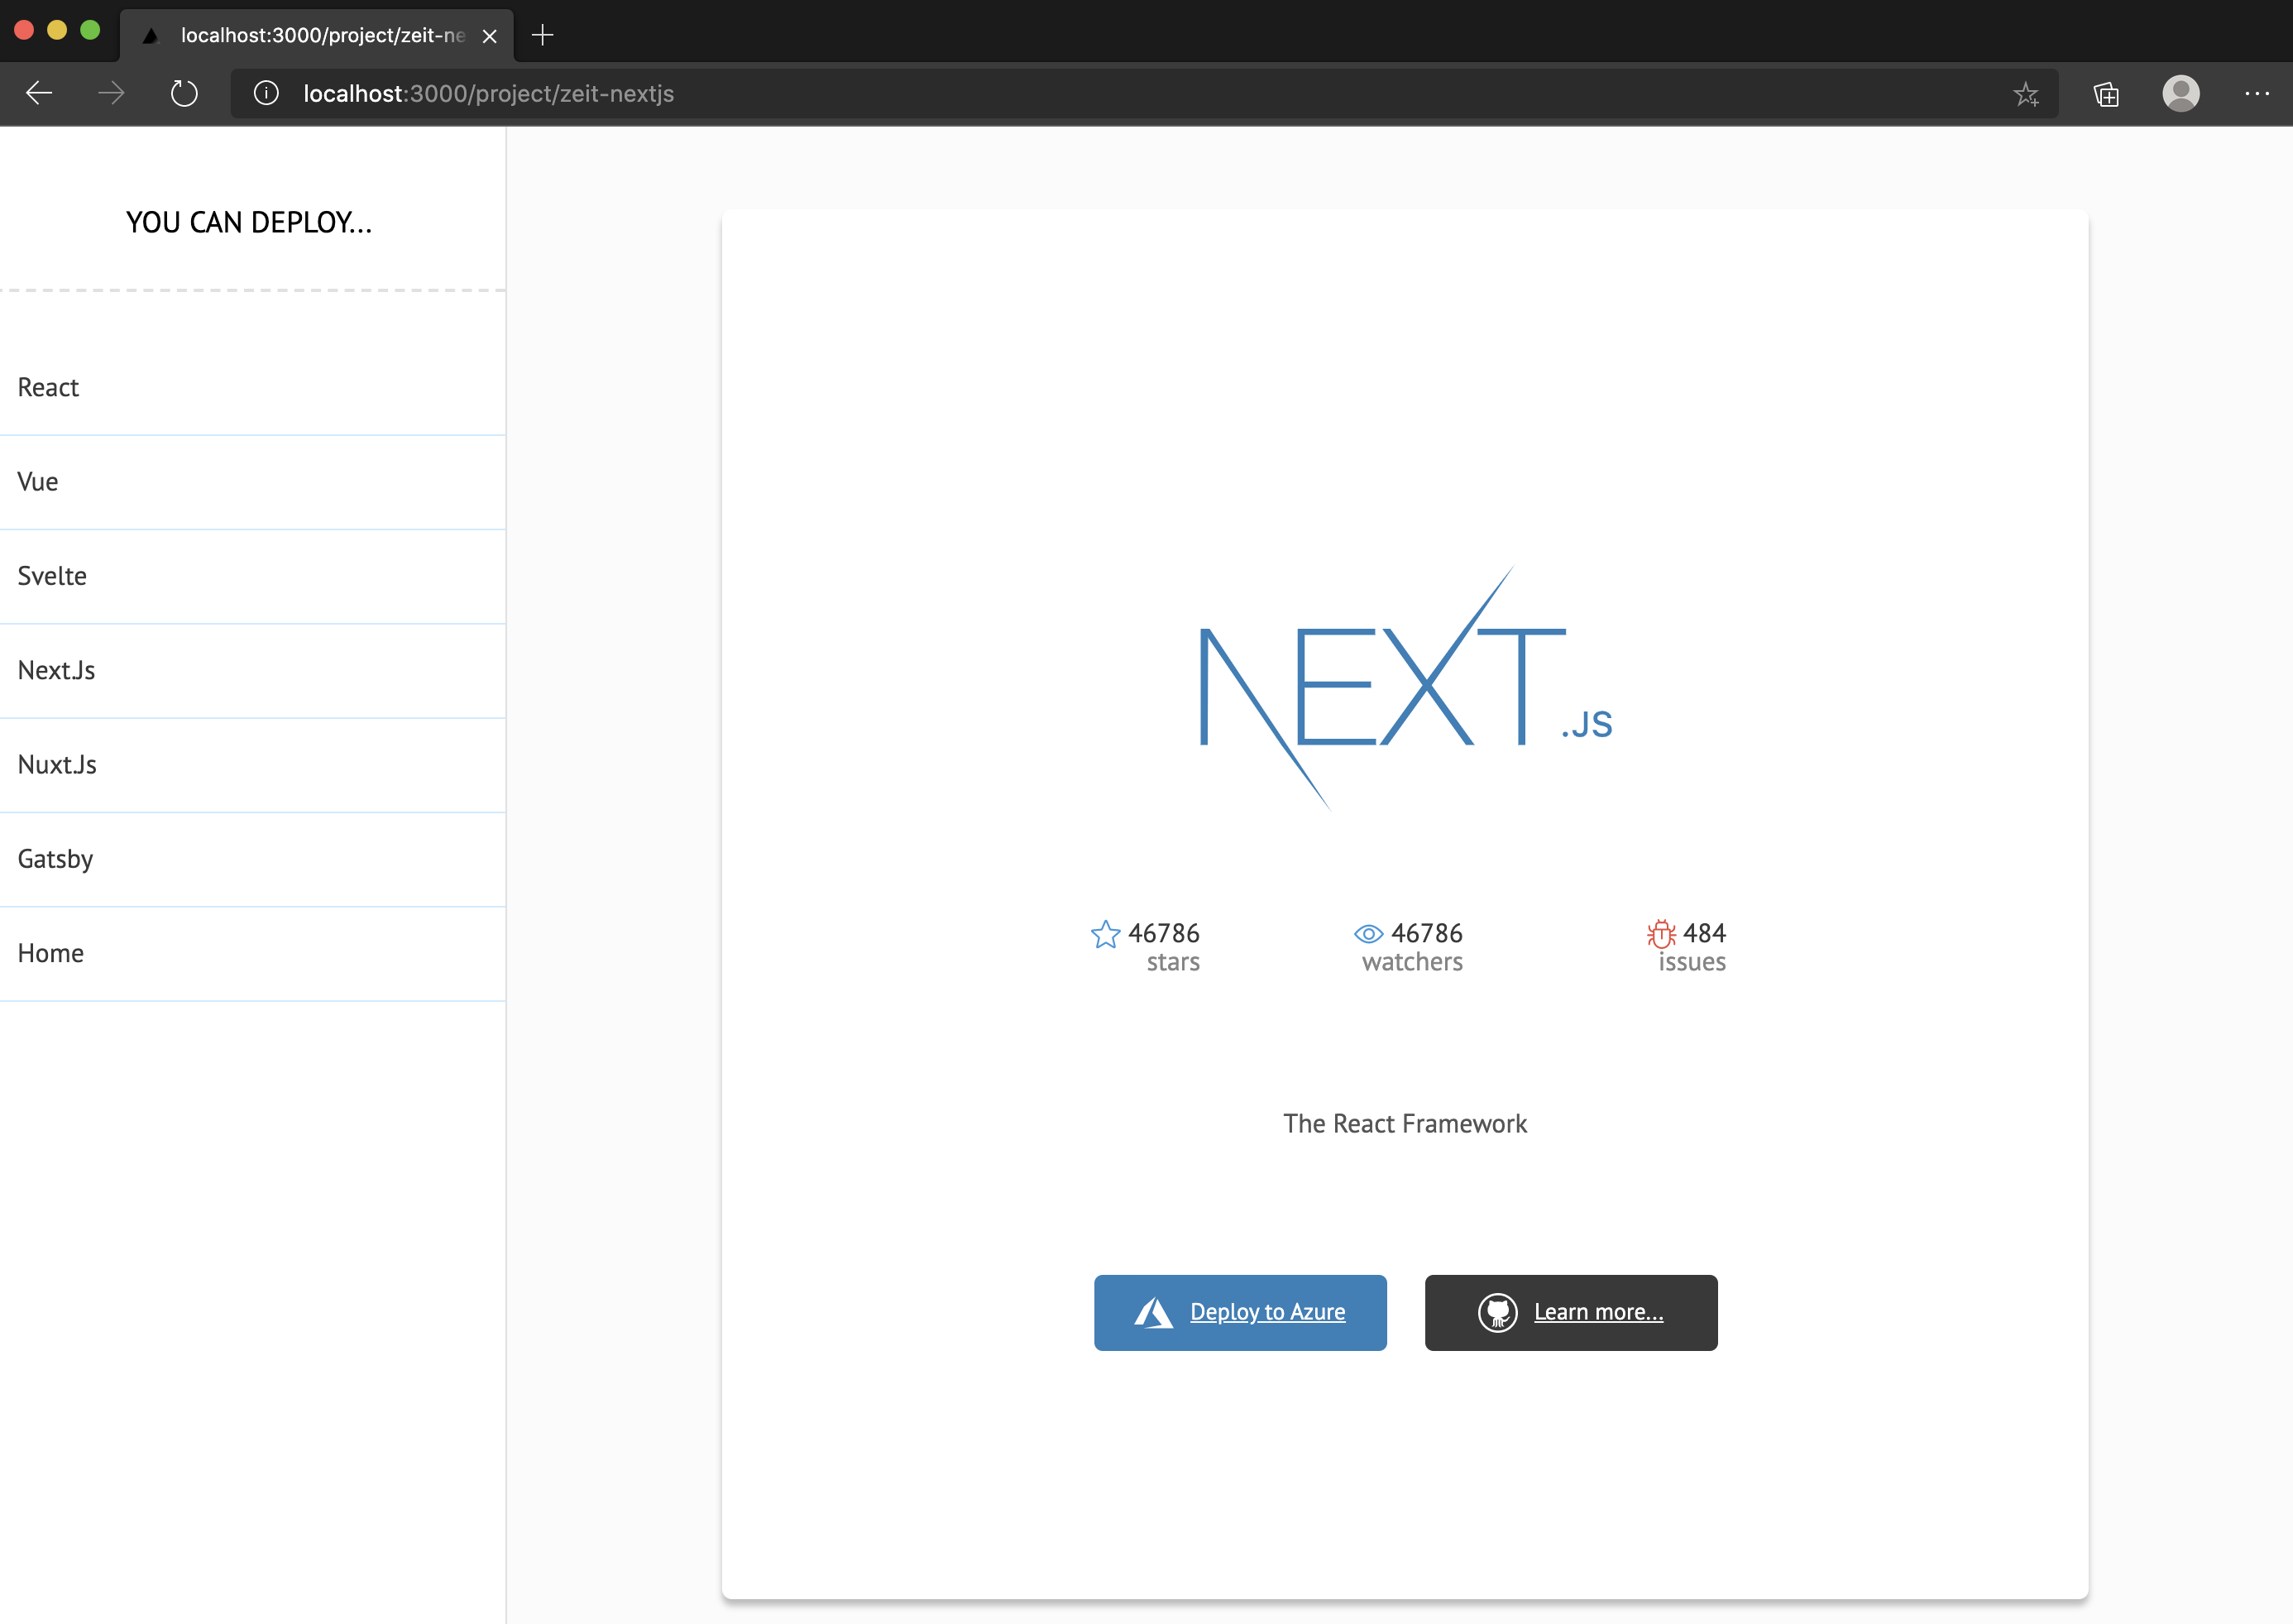 localhost:3000/project/zeit-ne
localhost:3000/project/zeit-nextjs
YOU CAN DEPLOY...
React
Vue
Svelte
Next.Js
Nuxt.Js
Gatsby
Home
NEXT.JS
46786 46786 484
stars watchers issues
The React Framework
Deploy to Azure Learn more...